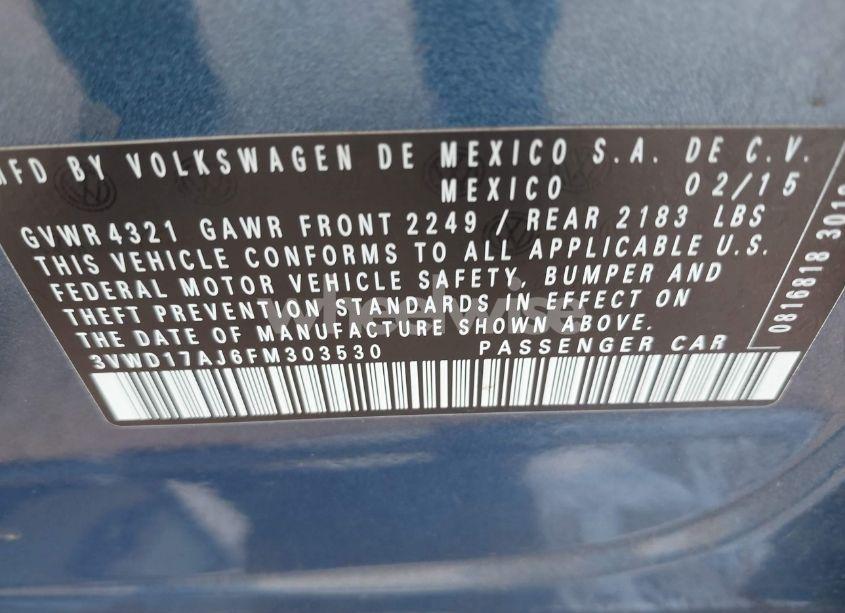 MFD BY VOLKSWAGEN DE MEXICO S.A. DE C.V.
MEXICO 02/15
GVWR 4321 GAWR FRONT 2249 / REAR 2183 LBS
THIS VEHICLE CONFORMS TO ALL APPLICABLE U.S.
FEDERAL MOTOR VEHICLE SAFETY, BUMPER AND
THEFT PREVENTION STANDARDS IN EFFECT ON
THE DATE OF MANUFACTURE SHOWN ABOVE.
3VWD17AJ6FM303530 PASSENGER CAR
0816818
wheelwise